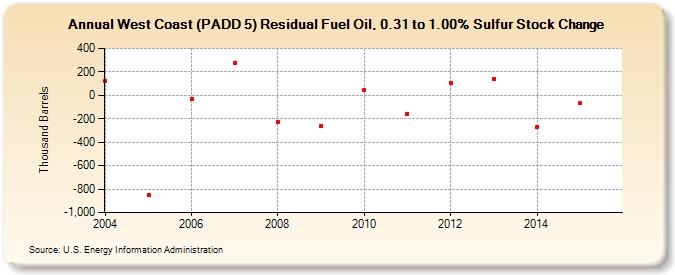 Annual West Coast (PADD 5) Residual Fuel Oil, 0.31 to 1.00% Sulfur Stock Change
Thousand Barrels
400
200
0
-200
-400
-600
-800
-1,000
2004 2006 2008 2010 2012 2014
Source: U.S. Energy Information Administration